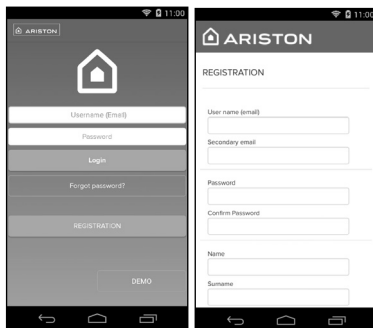 11:00
ARISTON
Username (Email)
Password
Login
Forgot password?
REGISTRATION
DEMO
11:00
ARISTON
REGISTRATION
User name (email)
Secondary email
Password
Confirm Password
Name
Surname